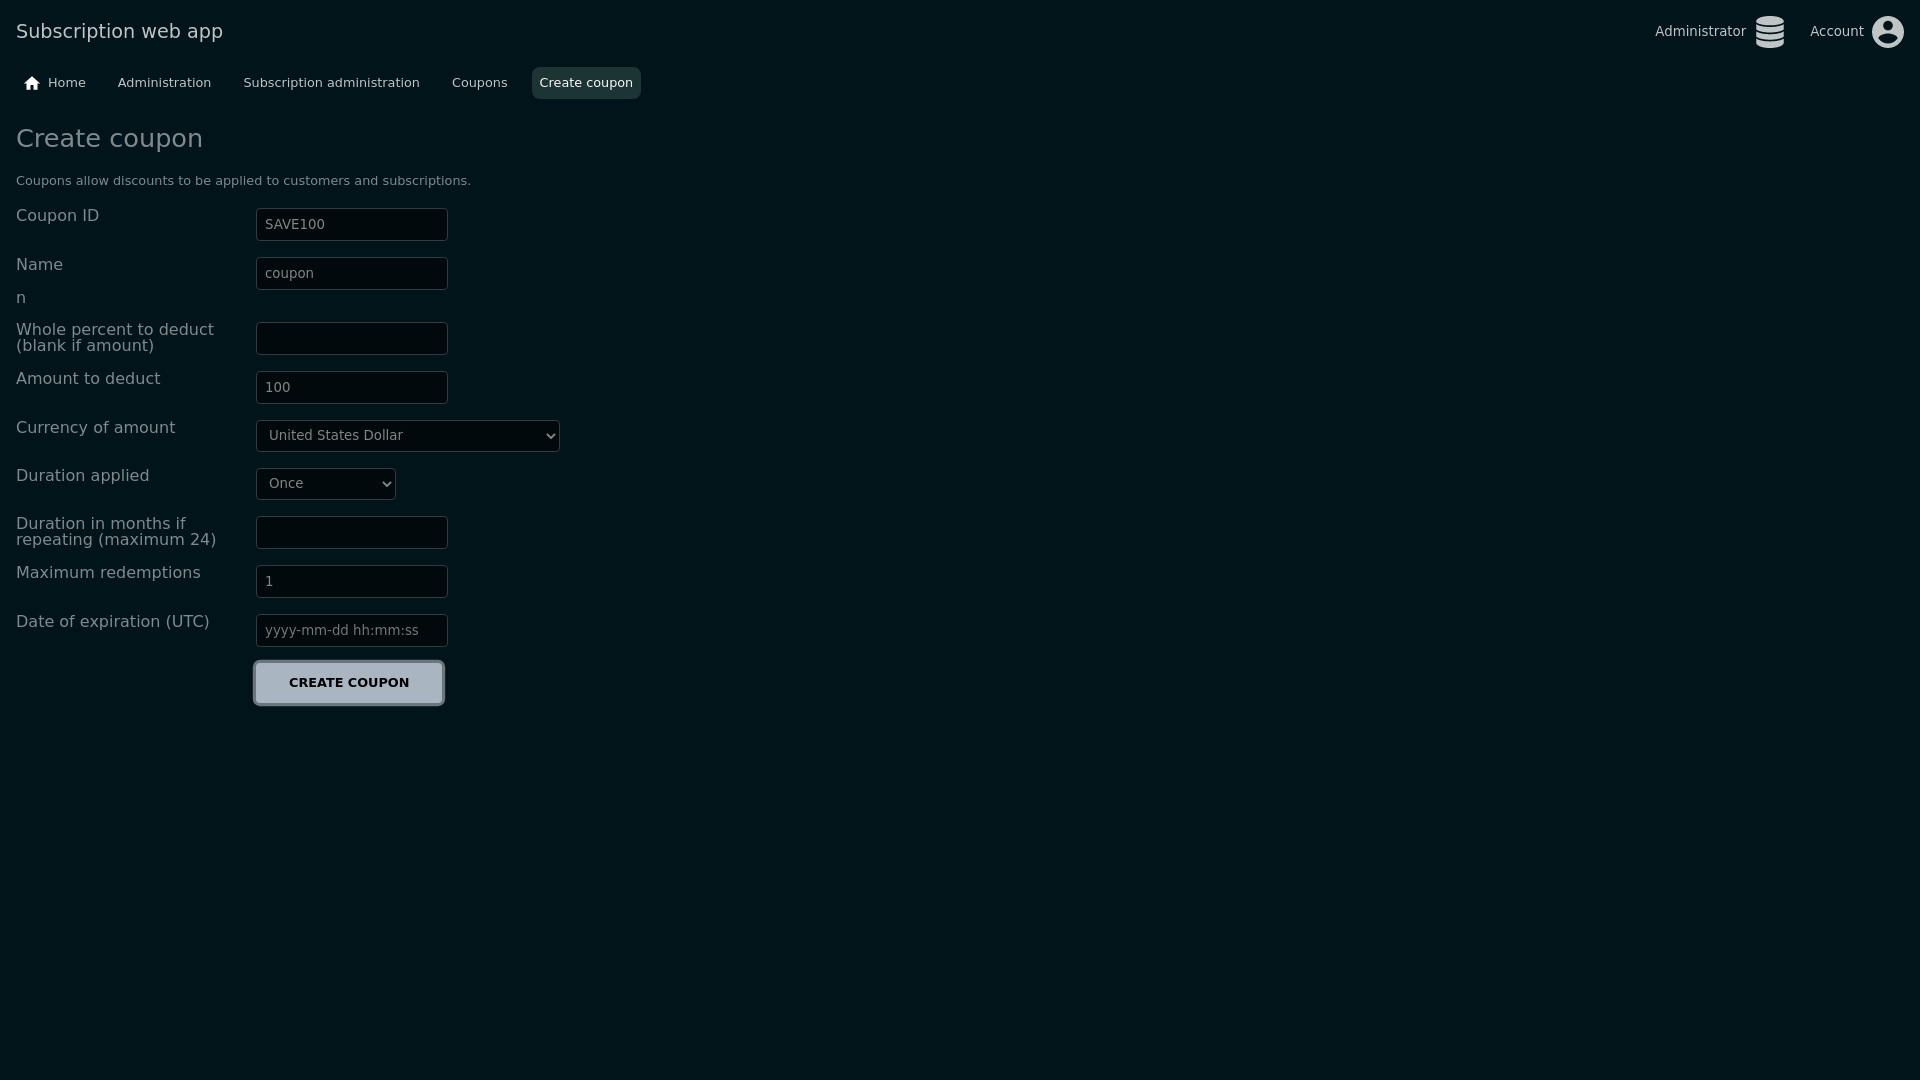 Subscription web app
Administrator
Account
Home
Administration
Subscription administration
Coupons
Create coupon
Create coupon
Coupons allow discounts to be applied to customers and subscriptions.
Coupon ID
SAVE100
Name
coupon
n
Whole percent to deduct
(blank if amount)
Amount to deduct
100
Currency of amount
United States Dollar
Duration applied
Once
Duration in months if
repeating (maximum 24)
Maximum redemptions
1
Date of expiration (UTC)
yyyy-mm-dd hh:mm:ss
CREATE COUPON